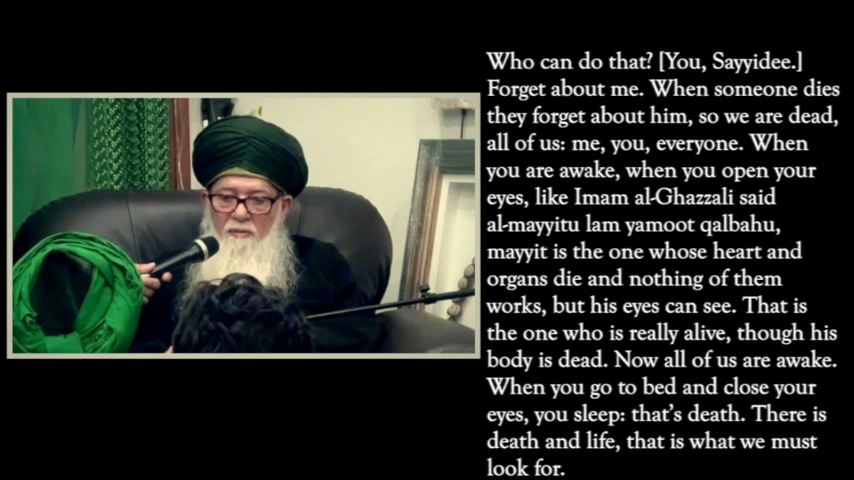 Who can do that? [You, Sayyidee.]
Forget about me. When someone dies
they forget about him, so we are dead,
all of us: me, you, everyone. When
you are awake, when you open your
eyes, like Imam al-Ghazzali said
al-mayyitu lam yamoot qalbahu,
mayyit is the one whose heart and
organs die and nothing of them
works, but his eyes can see. That is
the one who is really alive, though his
body is dead. Now all of us are awake.
When you go to bed and close your
eyes, you sleep: that's death. There is
death and life, that is what we must
look for.